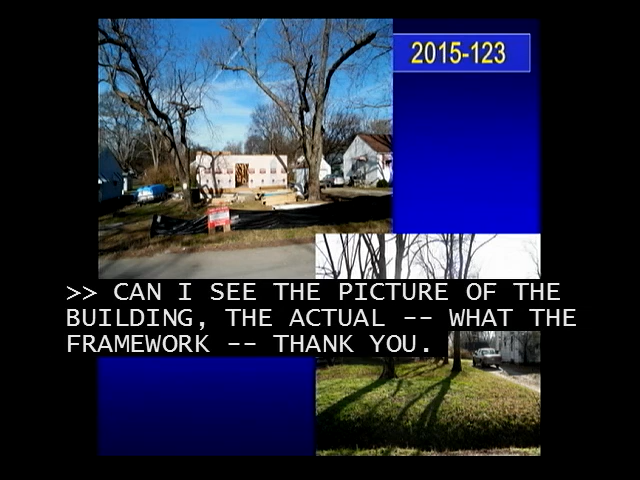 2015-123
>> CAN I SEE THE PICTURE OF THE
BUILDING, THE ACTUAL -- WHAT THE
FRAMEWORK -- THANK YOU.